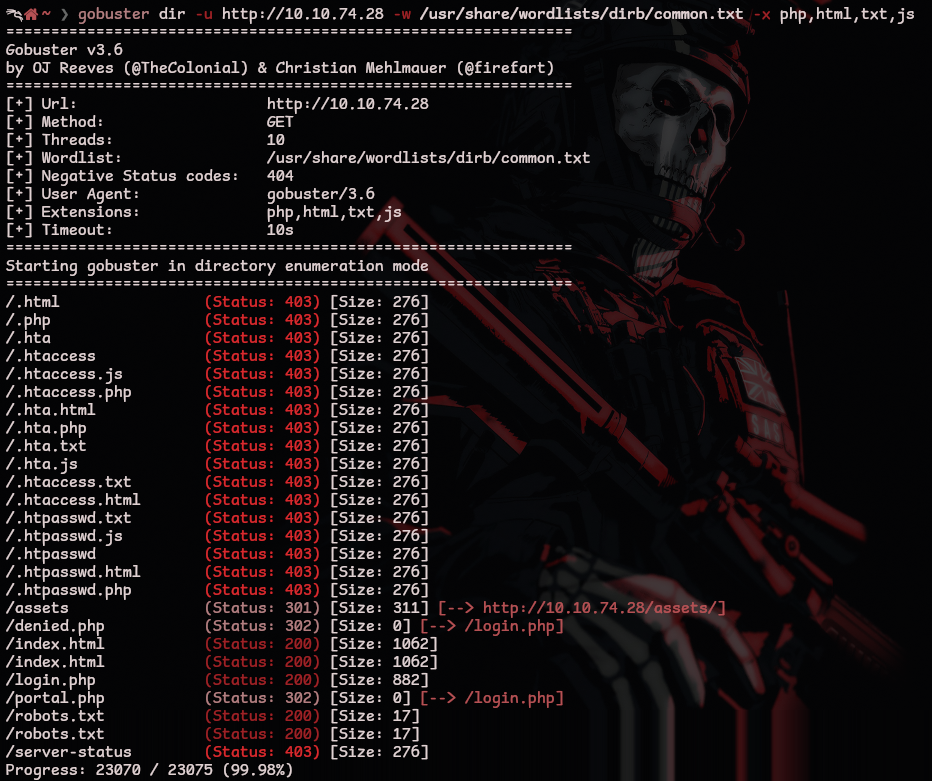 ~ ❯ gobuster dir -u http://10.10.74.28 -w /usr/share/wordlists/dirb/common.txt -x php,html,txt,js
===============================================================
Gobuster v3.6
by OJ Reeves (@TheColonial) & Christian Mehlmauer (@firefart)
===============================================================
[+] Url:                     http://10.10.74.28
[+] Method:                  GET
[+] Threads:                 10
[+] Wordlist:                /usr/share/wordlists/dirb/common.txt
[+] Negative Status codes:   404
[+] User Agent:              gobuster/3.6
[+] Extensions:              php,html,txt,js
[+] Timeout:                 10s
===============================================================
Starting gobuster in directory enumeration mode
===============================================================
/.html                (Status: 403) [Size: 276]
/.php                 (Status: 403) [Size: 276]
/.hta                 (Status: 403) [Size: 276]
/.htaccess            (Status: 403) [Size: 276]
/.htaccess.js         (Status: 403) [Size: 276]
/.htaccess.php        (Status: 403) [Size: 276]
/.hta.html            (Status: 403) [Size: 276]
/.hta.php             (Status: 403) [Size: 276]
/.hta.txt             (Status: 403) [Size: 276]
/.hta.js              (Status: 403) [Size: 276]
/.htaccess.txt        (Status: 403) [Size: 276]
/.htaccess.html       (Status: 403) [Size: 276]
/.htpasswd.txt        (Status: 403) [Size: 276]
/.htpasswd.js         (Status: 403) [Size: 276]
/.htpasswd            (Status: 403) [Size: 276]
/.htpasswd.html       (Status: 403) [Size: 276]
/.htpasswd.php        (Status: 403) [Size: 276]
/assets               (Status: 301) [Size: 311] [--> http://10.10.74.28/assets/]
/denied.php           (Status: 302) [Size: 0] [--> /login.php]
/index.html           (Status: 200) [Size: 1062]
/index.html           (Status: 200) [Size: 1062]
/login.php            (Status: 200) [Size: 882]
/portal.php           (Status: 302) [Size: 0] [--> /login.php]
/robots.txt           (Status: 200) [Size: 17]
/robots.txt           (Status: 200) [Size: 17]
/server-status        (Status: 403) [Size: 276]
Progress: 23070 / 23075 (99.98%)
SAS